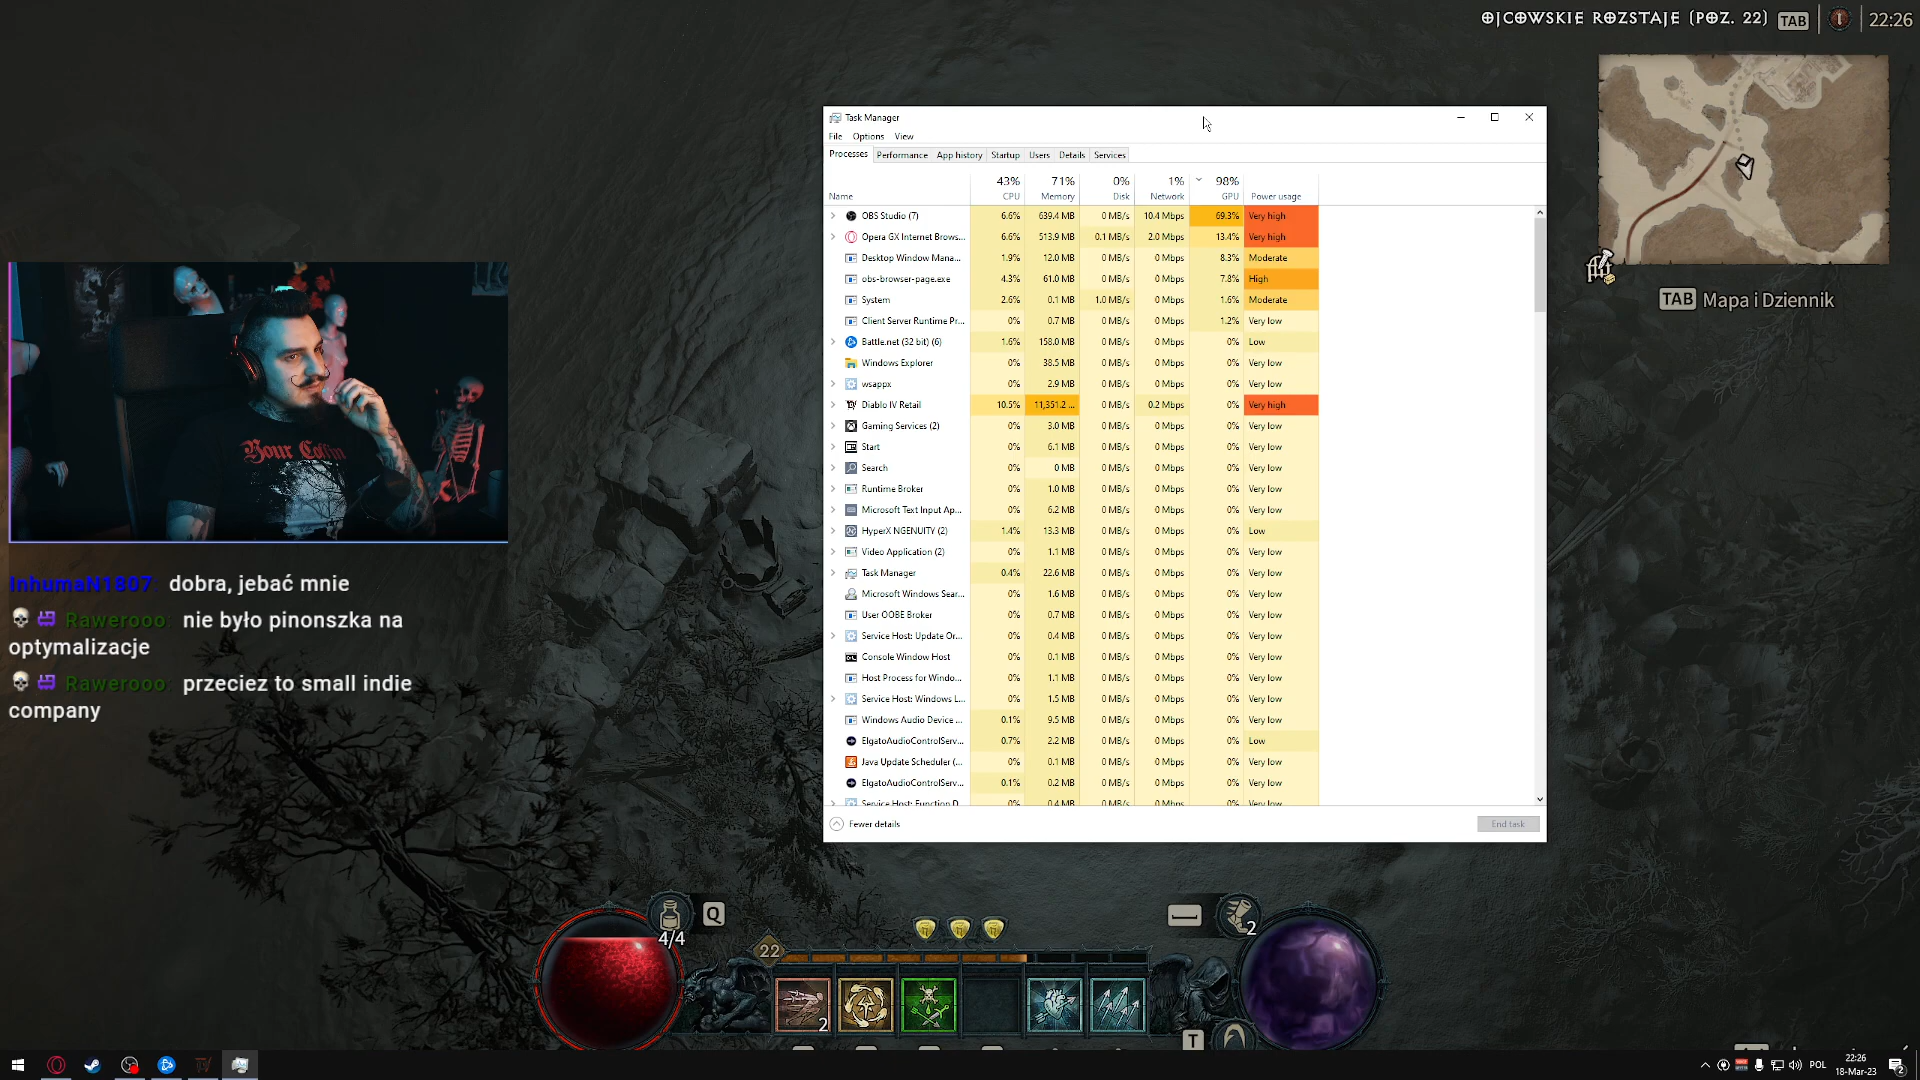 OJCOWSKIE ROZSTAJE (POZ. 22) TAB 22:26
TAB Mapa i Dziennik
Task Manager
File Options View
Processes Performance App history Startup Users Details Services
43% 71% 0% 1% 98%
Name CPU Memory Disk Network GPU Power usage
OBS Studio (7) 6.6% 639.4 MB 0 MB/s 10.4 Mbps 69.3% Very high
Opera GX Internet Brows... 6.6% 513.9 MB 0.1 MB/s 2.0 Mbps 13.4% Very high
Desktop Window Mana... 1.9% 12.0 MB 0 MB/s 0 Mbps 8.3% Moderate
obs-browser-page.exe 4.3% 61.0 MB 0 MB/s 0 Mbps 7.8% High
System 2.6% 0.1 MB 1.0 MB/s 0 Mbps 1.6% Moderate
Client Server Runtime Pr... 0% 0.7 MB 0 MB/s 0 Mbps 1.2% Very low
Battle.net (32 bit) (6) 1.6% 158.0 MB 0 MB/s 0 Mbps 0% Low
Windows Explorer 0% 38.5 MB 0 MB/s 0 Mbps 0% Very low
wsappx 0% 2.9 MB 0 MB/s 0 Mbps 0% Very low
Diablo IV Retail 10.5% 11,351.2 ... 0 MB/s 0.2 Mbps 0% Very high
Gaming Services (2) 0% 3.0 MB 0 MB/s 0 Mbps 0% Very low
Start 0% 6.1 MB 0 MB/s 0 Mbps 0% Very low
Search 0% 0 MB 0 MB/s 0 Mbps 0% Very low
Runtime Broker 0% 1.0 MB 0 MB/s 0 Mbps 0% Very low
Microsoft Text Input Ap... 0% 6.2 MB 0 MB/s 0 Mbps 0% Very low
HyperX NGENUITY (2) 1.4% 13.3 MB 0 MB/s 0 Mbps 0% Low
Video Application (2) 0% 1.1 MB 0 MB/s 0 Mbps 0% Very low
Task Manager 0.4% 22.6 MB 0 MB/s 0 Mbps 0% Very low
Microsoft Windows Sear... 0% 1.6 MB 0 MB/s 0 Mbps 0% Very low
User OOBE Broker 0% 0.7 MB 0 MB/s 0 Mbps 0% Very low
Service Host: Update Or... 0% 0.4 MB 0 MB/s 0 Mbps 0% Very low
Console Window Host 0% 0.1 MB 0 MB/s 0 Mbps 0% Very low
Host Process for Windo... 0% 1.1 MB 0 MB/s 0 Mbps 0% Very low
Service Host: Windows L... 0% 1.5 MB 0 MB/s 0 Mbps 0% Very low
Windows Audio Device ... 0.1% 9.5 MB 0 MB/s 0 Mbps 0% Very low
ElgatoAudioControlServ... 0.7% 2.2 MB 0 MB/s 0 Mbps 0% Low
Java Update Scheduler (... 0% 0.1 MB 0 MB/s 0 Mbps 0% Very low
ElgatoAudioControlServ... 0.1% 0.2 MB 0 MB/s 0 Mbps 0% Very low
Service Host: Function D... 0% 0.4 MB 0 MB/s 0 Mbps 0% Very low
Fewer details End task
Your Coffin
InhumaN1807: dobra, jebać mnie
Rawerooo: nie było pinonszka na
optymalizacje
Rawerooo: przeciez to small indie
company
4/4 Q 2
22
2
T
POL 22:26
18-Mar-23 2